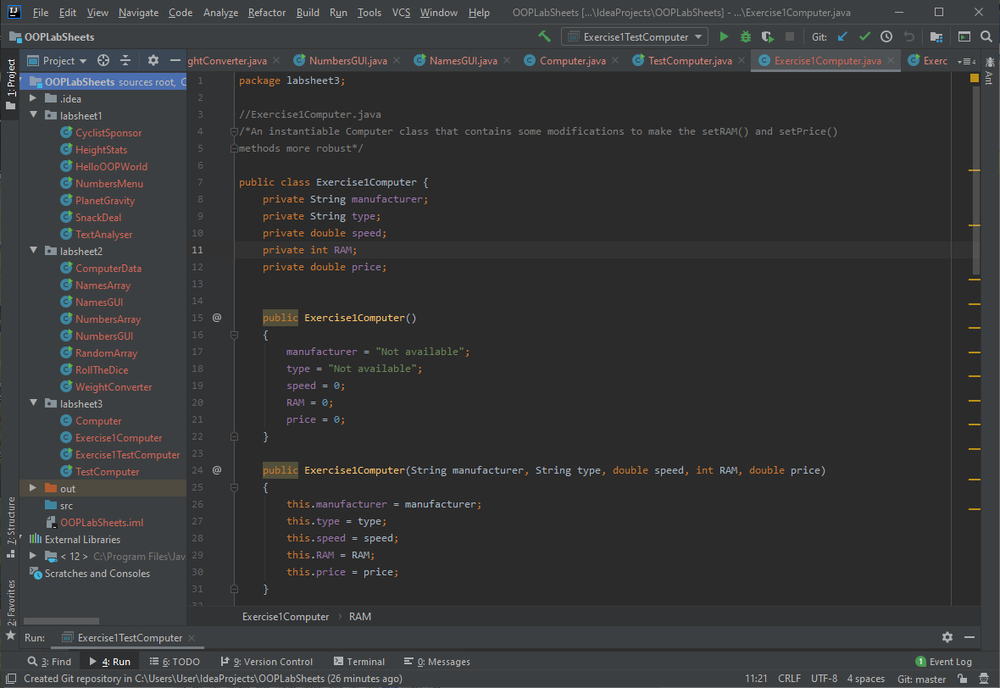 File Edit View Navigate Code Analyze Refactor Build Run Tools VCS Window Help OOPLabSheets [...\IdeaProjects\OOPLabSheets] - ...\Exercise1Computer.java
OOPLabSheets Exercise1TestComputer Git:
Project ghtConverter.java NumbersGUI.java NamesGUI.java Computer.java TestComputer.java Exercise1Computer.java Exerc 4
1: Project
Ant
OOPLabSheets sources root,
.idea
labsheet1
CyclistSponsor
HeightStats
HelloOOPWorld
NumbersMenu
PlanetGravity
SnackDeal
TextAnalyser
labsheet2
ComputerData
NamesArray
NamesGUI
NumbersArray
NumbersGUI
RandomArray
RollTheDice
WeightConverter
labsheet3
Computer
Exercise1Computer
Exercise1TestComputer
TestComputer
out
src
OOPLabSheets.iml
External Libraries
< 12 > C:\Program Files\Jav
Scratches and Consoles
7: Structure
2: Favorites
1 package labsheet3;
2
3 //Exercise1Computer.java
4 /*An instantiable Computer class that contains some modifications to make the setRAM() and setPrice()
5 methods more robust*/
6
7 public class Exercise1Computer {
8 private String manufacturer;
9 private String type;
10 private double speed;
11 private int RAM;
12 private double price;
13
14
15 @ public Exercise1Computer()
16 {
17 manufacturer = "Not available";
18 type = "Not available";
19 speed = 0;
20 RAM = 0;
21 price = 0;
22 }
23
24 @ public Exercise1Computer(String manufacturer, String type, double speed, int RAM, double price)
25 {
26 this.manufacturer = manufacturer;
27 this.type = type;
28 this.speed = speed;
29 this.RAM = RAM;
30 this.price = price;
31 }
32
Exercise1Computer › RAM
Run: Exercise1TestComputer
3: Find 4: Run 6: TODO 9: Version Control Terminal 0: Messages 1 Event Log
Created Git repository in C:\Users\User\IdeaProjects\OOPLabSheets (26 minutes ago) 11:21 CRLF UTF-8 4 spaces Git: master